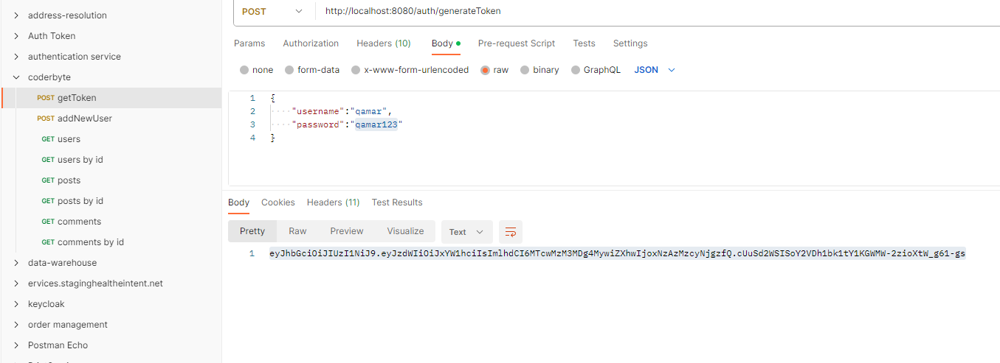 address-resolution
Auth Token
authentication service
coderbyte
POST getToken
POST addNewUser
GET users
GET users by id
GET posts
GET posts by id
GET comments
GET comments by id
data-warehouse
ervices.staginghealtheintent.net
keycloak
order management
Postman Echo
POST http://localhost:8080/auth/generateToken
Params Authorization Headers (10) Body Pre-request Script Tests Settings
none form-data x-www-form-urlencoded raw binary GraphQL JSON
1 {
2 ····"username":"qamar",
3 ····"password":"qamar123"
4 }
Body Cookies Headers (11) Test Results
Pretty Raw Preview Visualize Text
1 eyJhbGciOiJIUzI1NiJ9.eyJzdWIiOiJxYW1hciIsImlhdCI6MTcwMzM3MDg4MywiZXhwIjoxNzAzMzcyNjgzfQ.cUuSd2WSISoY2VDh1bk1tY1KGWMW-2zioXtW_g61-gs